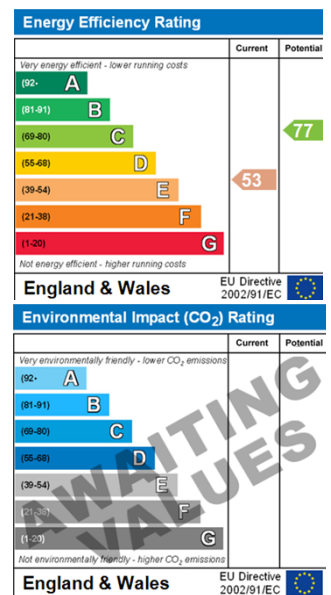 Energy Efficiency Rating
Current Potential
Very energy efficient - lower running costs
(92- A
(81-91) B
(69-80) C
77
(55-68) D
(39-54) E
53
(21-38) F
(1-20) G
Not energy efficient - higher running costs
England & Wales
EU Directive
2002/91/EC
Environmental Impact (CO₂) Rating
Current Potential
Very environmentally friendly - lower CO₂ emissions
(92- A
(81-91) B
(69-80) C
(55-68) D
(39-54) E
(21-38) F
(1-20) G
AWAITING
VALUES
Not environmentally friendly - higher CO₂ emissions
England & Wales
EU Directive
2002/91/EC